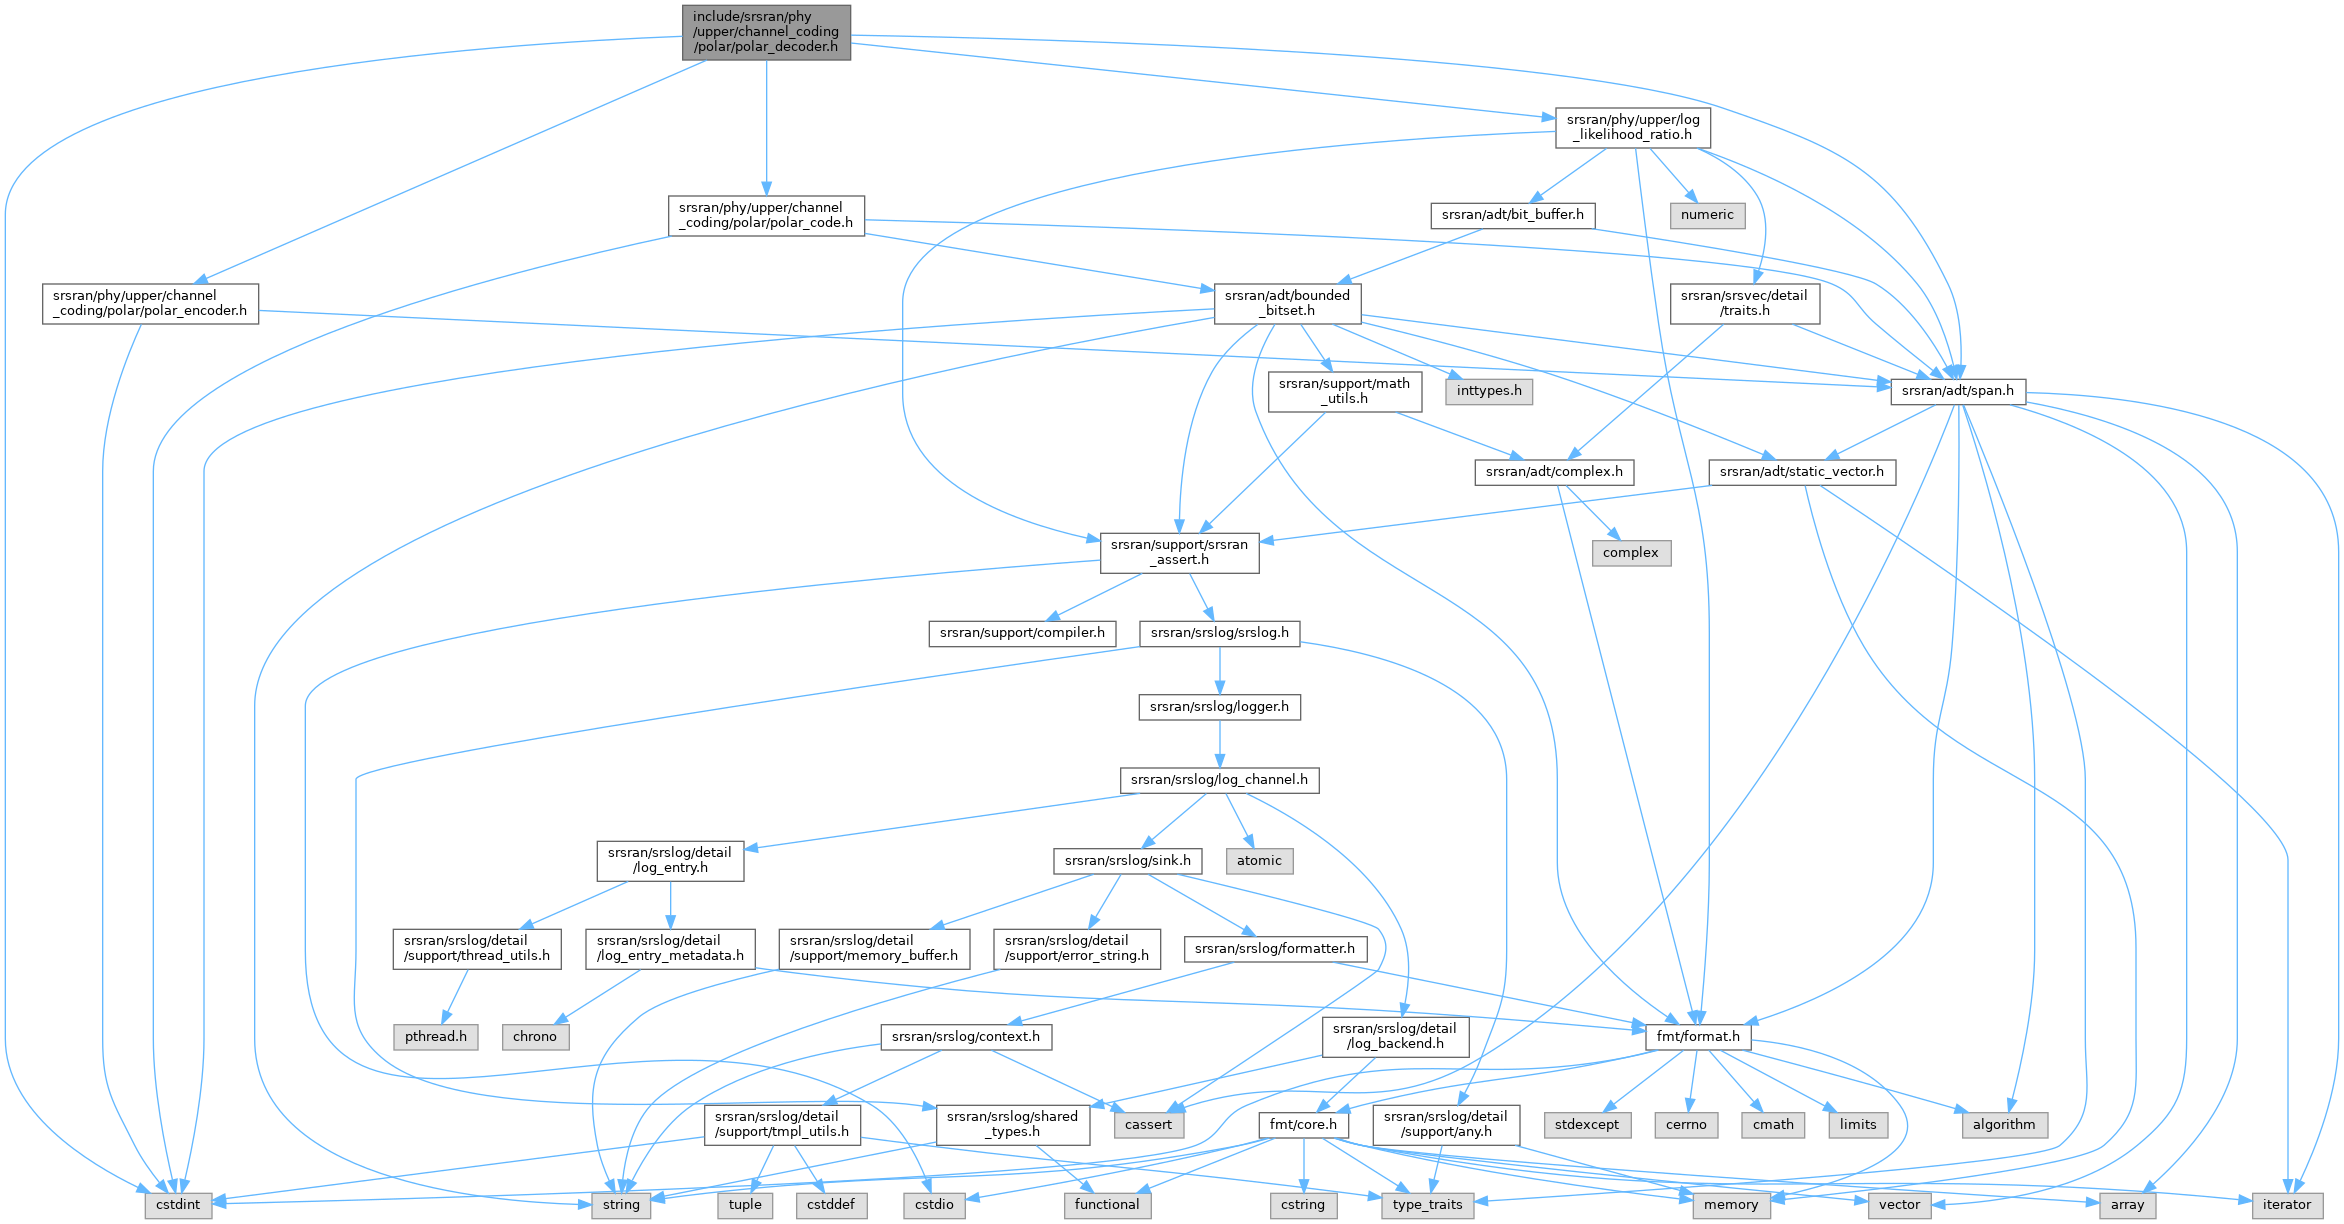 include/srsran/phy
/upper/channel_coding
/polar/polar_decoder.h
srsran/phy/upper/log
_likelihood_ratio.h
srsran/phy/upper/channel
_coding/polar/polar_code.h
srsran/adt/bit_buffer.h
numeric
srsran/phy/upper/channel
_coding/polar/polar_encoder.h
srsran/adt/bounded
_bitset.h
srsran/srsvec/detail
/traits.h
srsran/support/math
_utils.h
inttypes.h
srsran/adt/span.h
srsran/adt/complex.h
srsran/adt/static_vector.h
srsran/support/srsran
_assert.h
complex
srsran/support/compiler.h
srsran/srslog/srslog.h
srsran/srslog/logger.h
srsran/srslog/log_channel.h
srsran/srslog/detail
/log_entry.h
srsran/srslog/sink.h
atomic
srsran/srslog/detail
/support/thread_utils.h
srsran/srslog/detail
/log_entry_metadata.h
srsran/srslog/detail
/support/memory_buffer.h
srsran/srslog/detail
/support/error_string.h
srsran/srslog/formatter.h
pthread.h
chrono
srsran/srslog/context.h
srsran/srslog/detail
/log_backend.h
fmt/format.h
srsran/srslog/detail
/support/tmpl_utils.h
srsran/srslog/shared
_types.h
cassert
fmt/core.h
srsran/srslog/detail
/support/any.h
stdexcept
cerrno
cmath
limits
algorithm
cstdint
string
tuple
cstddef
cstdio
functional
cstring
type_traits
memory
vector
array
iterator